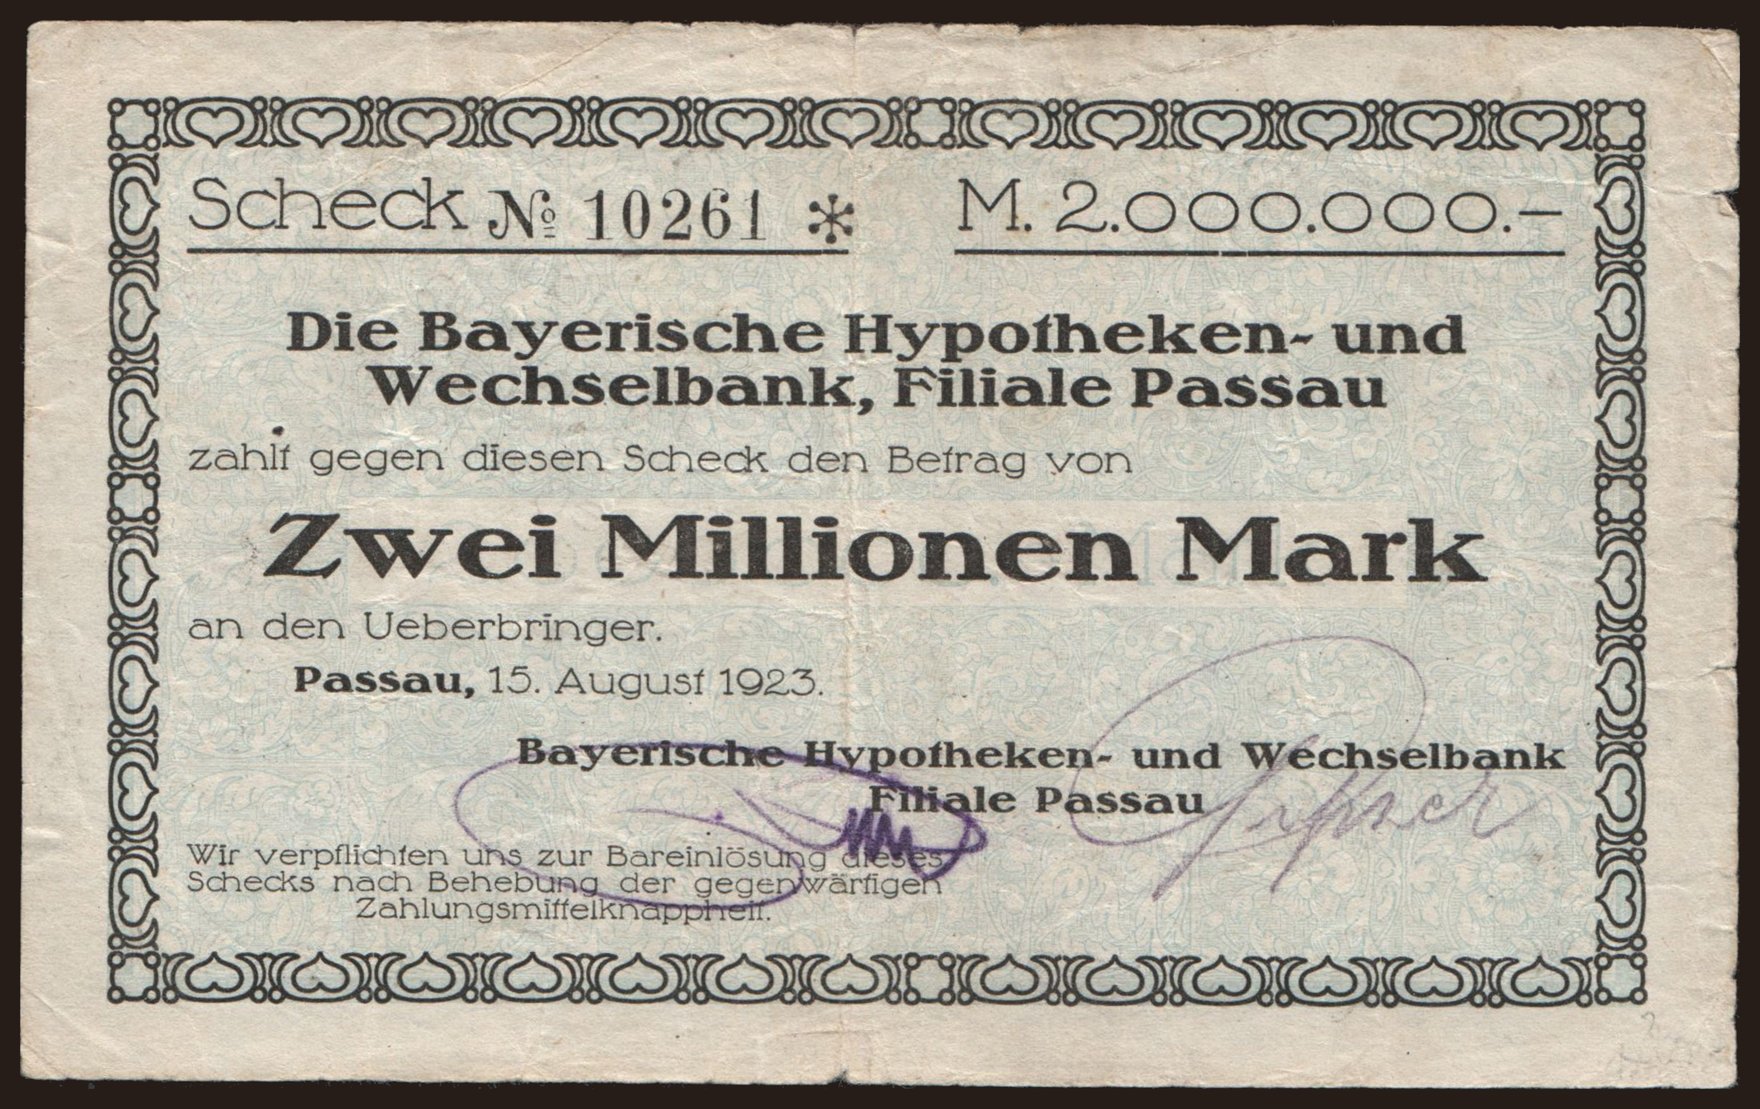 Scheck № 10261 * M. 2.000.000.–
Die Bayerische Hypotheken- und
Wechselbank, Filiale Passau
zahlt gegen diesen Scheck den Betrag von
Zwei Millionen Mark
an den Ueberbringer.
Passau, 15. August 1923.
Bayerische Hypotheken- und Wechselbank
Filiale Passau
Wir verpflichten uns zur Bareinlösung dieses
Schecks nach Behebung der gegenwärtigen
Zahlungsmittelknappheit.